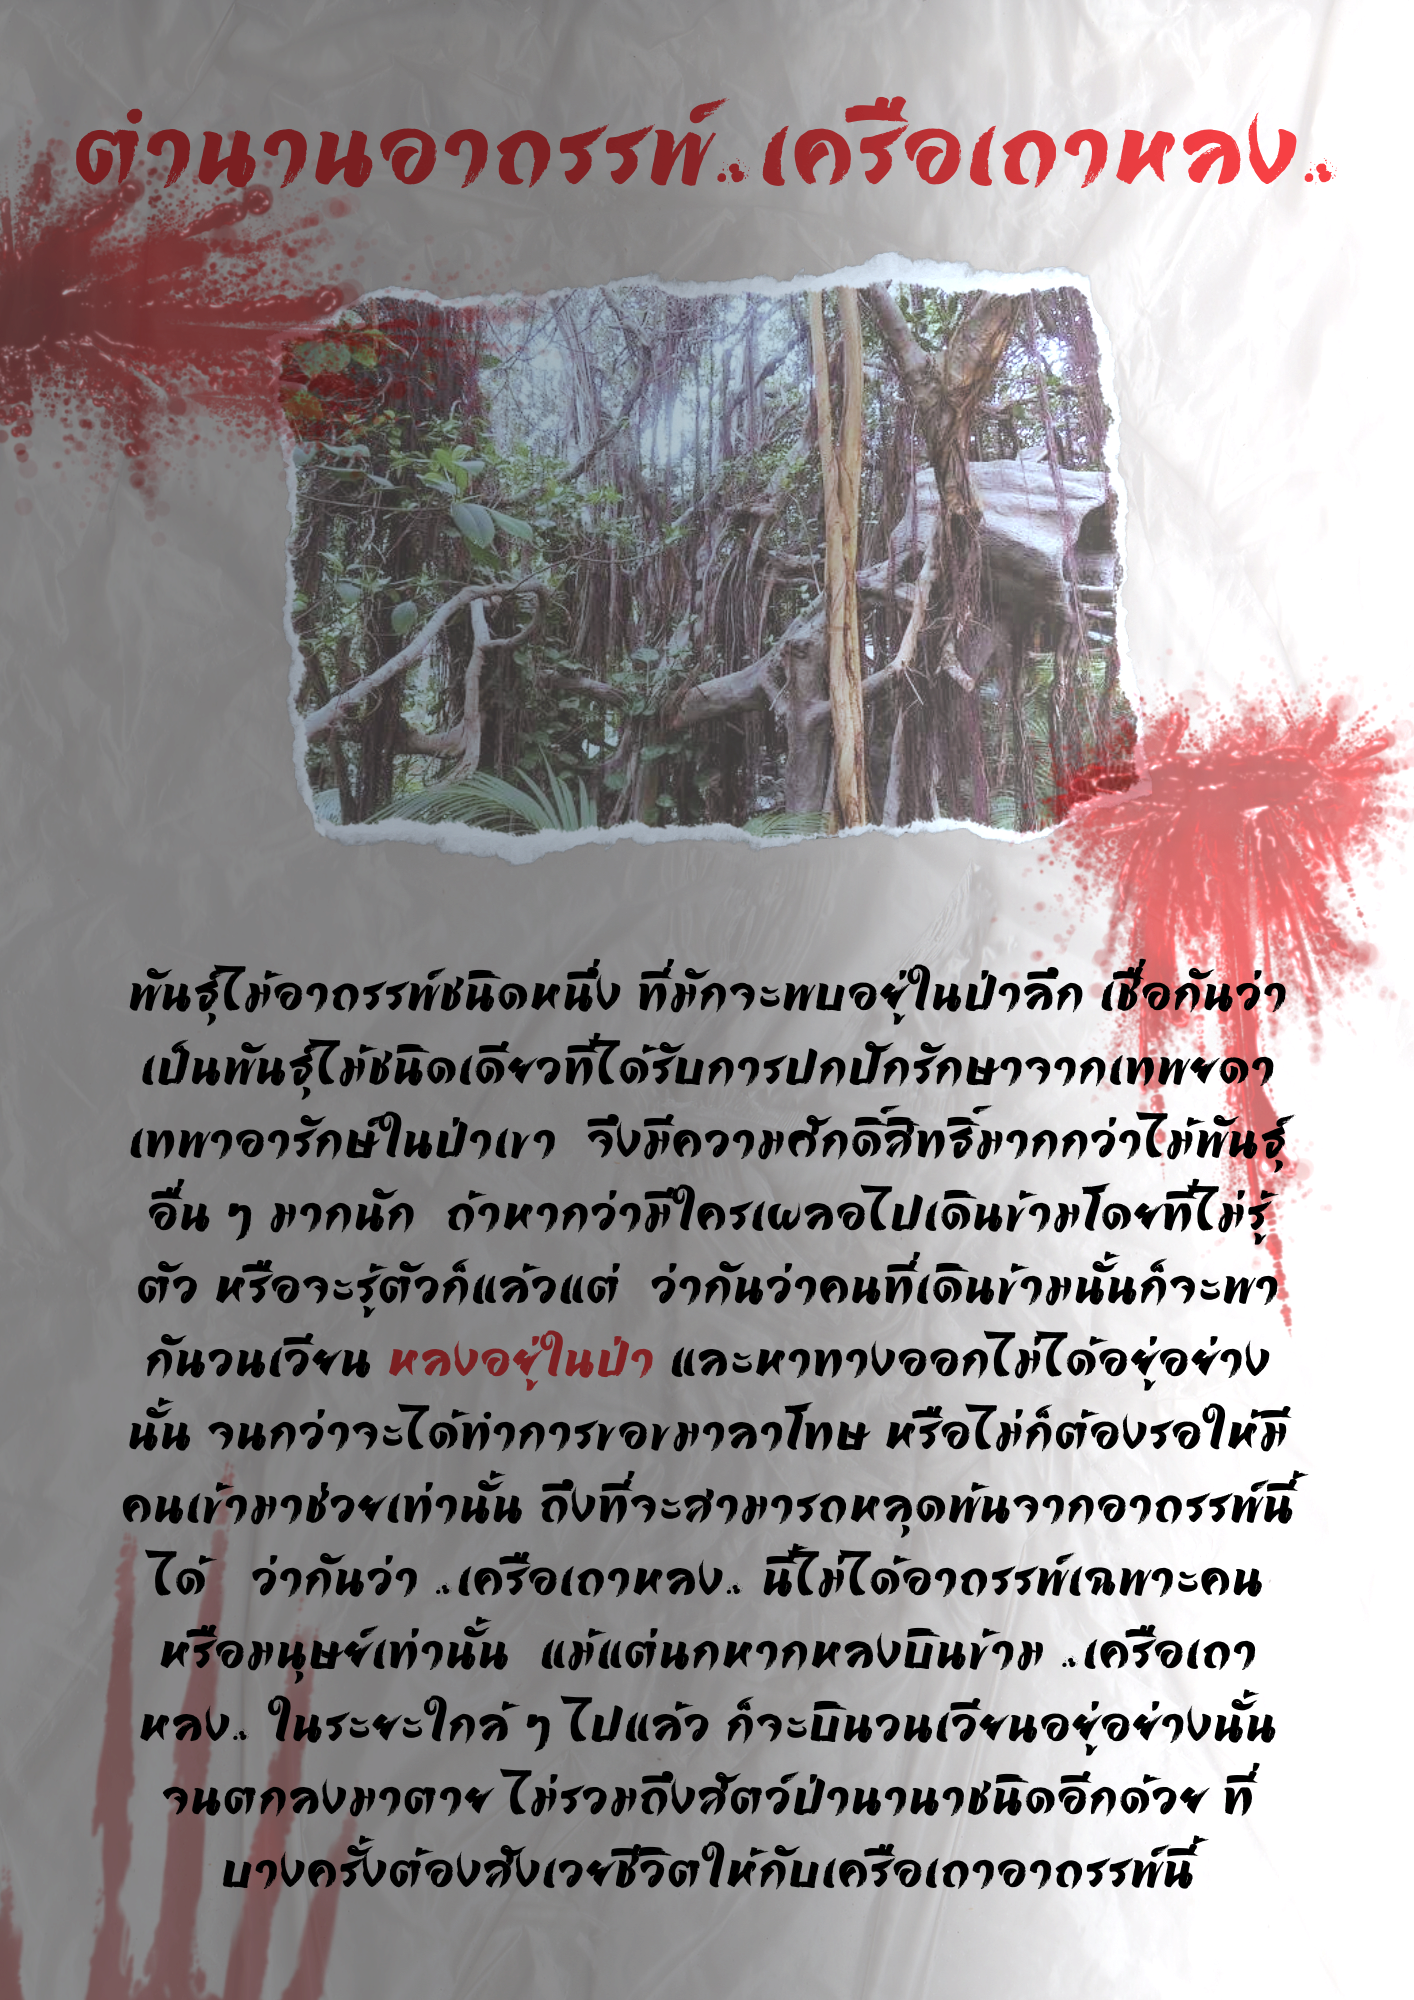 ตำนานอาถรรพ์..เครือเถาหลง..
พันธุ์ไม้อาถรรพ์ชนิดหนึ่ง ที่มักจะพบอยู่ในป่าลึก เชื่อกันว่า
เป็นพันธุ์ไม้ชนิดเดียวที่ได้รับการปกปักรักษาจากเทพยดา
เทพาอารักษ์ในป่าเขา จึงมีความศักดิ์สิทธิ์มากกว่าไม้พันธุ์
อื่น ๆ มากนัก ถ้าหากว่ามีใครเผลอไปเดินข้ามโดยที่ไม่รู้
ตัว หรือจะรู้ตัวก็แล้วแต่ ว่ากันว่าคนที่เดินข้ามนั้นก็จะพา
กันวนเวียน หลงอยู่ในป่า และหาทางออกไม่ได้อยู่อย่าง
นั้น จนกว่าจะได้ทำการขอขมาลาโทษ หรือไม่ก็ต้องรอให้มี
คนเข้ามาช่วยเท่านั้น ถึงที่จะสามารถหลุดพ้นจากอาถรรพ์นี้
ได้ ว่ากันว่า ..เครือเถาหลง.. นี้ไม่ได้อาถรรพ์เฉพาะคน
หรือมนุษย์เท่านั้น แม้แต่นกหากหลงบินข้าม ..เครือเถา
หลง.. ในระยะใกล้ ๆ ไปแล้ว ก็จะบินวนเวียนอยู่อย่างนั้น
จนตกลงมาตาย ไม่รวมถึงสัตว์ป่านานาชนิดอีกด้วย ที่
บางครั้งต้องสังเวยชีวิตให้กับเครือเถาอาถรรพ์นี้